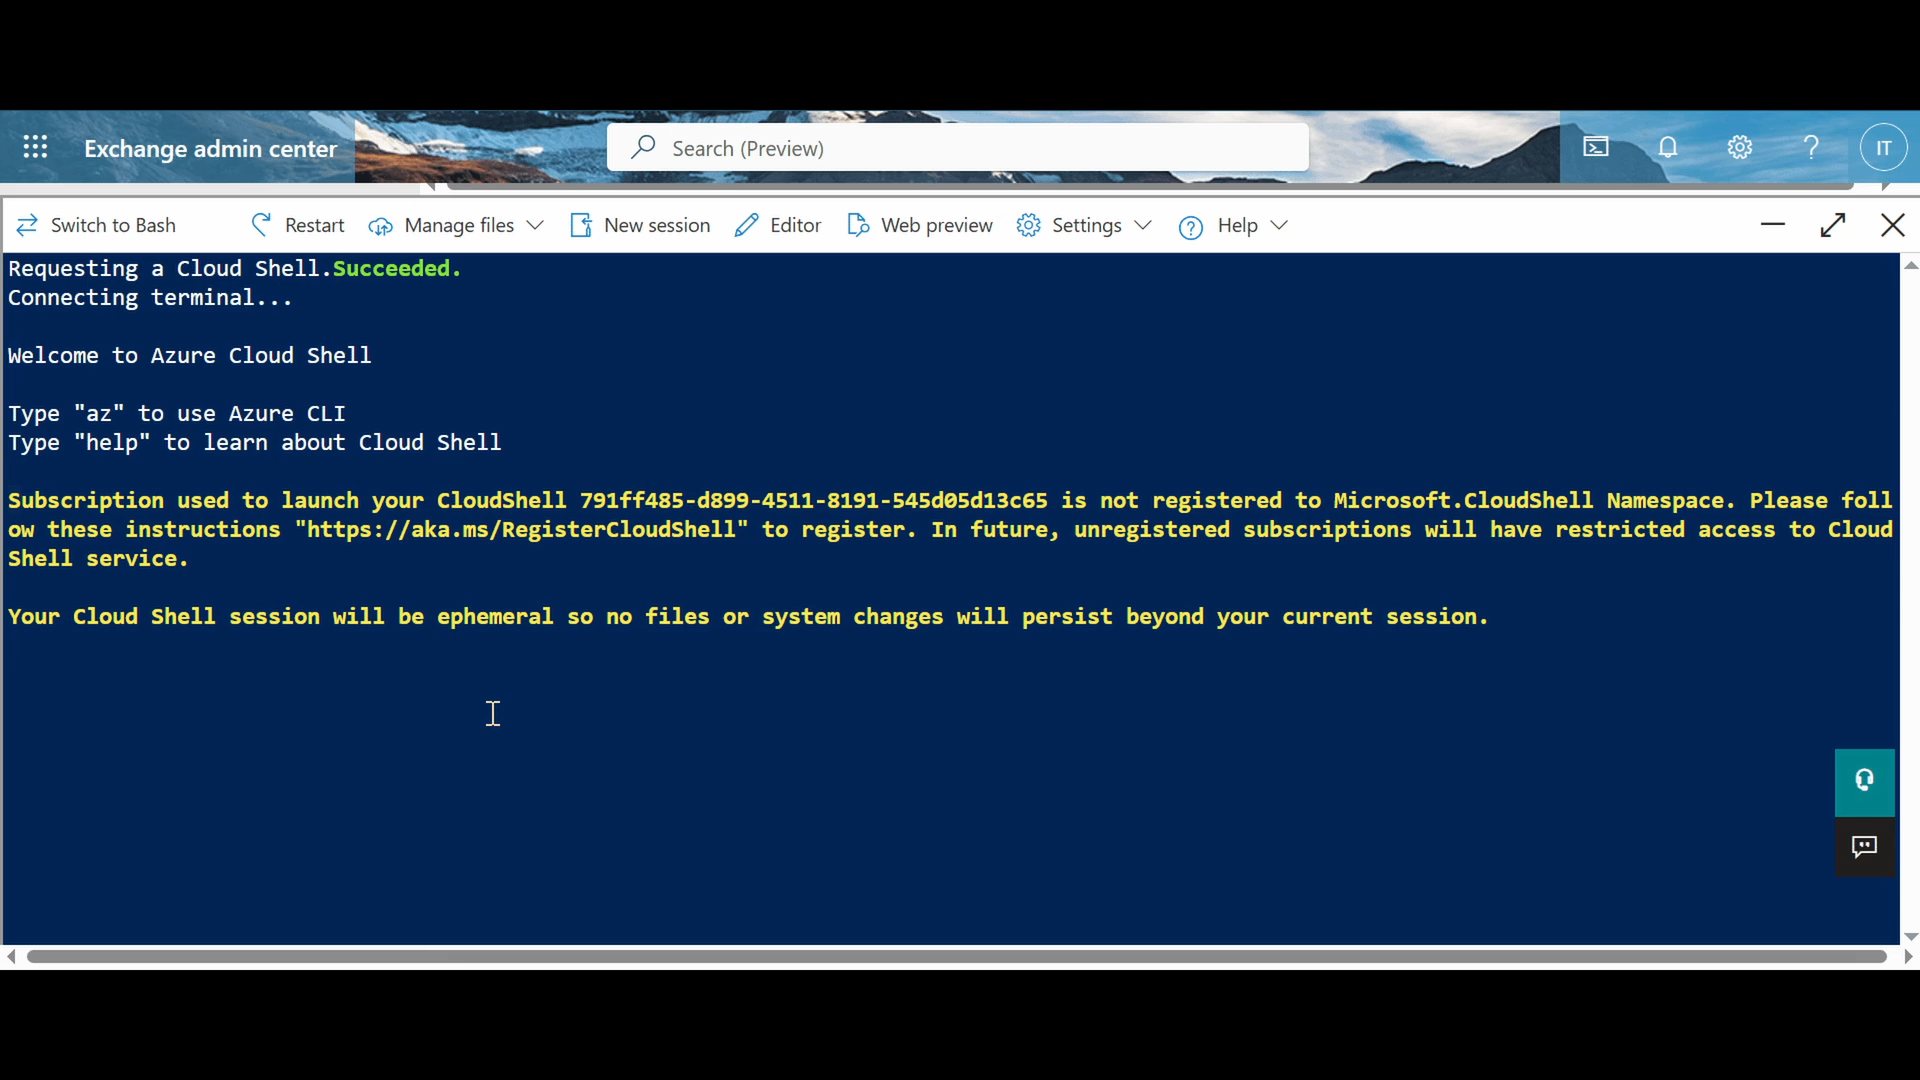 Exchange admin center
Search (Preview)
IT
Switch to Bash
Restart
Manage files
New session
Editor
Web preview
Settings
Help
Requesting a Cloud Shell.Succeeded.
Connecting terminal...
Welcome to Azure Cloud Shell
Type "az" to use Azure CLI
Type "help" to learn about Cloud Shell
Subscription used to launch your CloudShell 791ff485-d899-4511-8191-545d05d13c65 is not registered to Microsoft.CloudShell Namespace. Please foll
ow these instructions "https://aka.ms/RegisterCloudShell" to register. In future, unregistered subscriptions will have restricted access to Cloud
Shell service.
Your Cloud Shell session will be ephemeral so no files or system changes will persist beyond your current session.